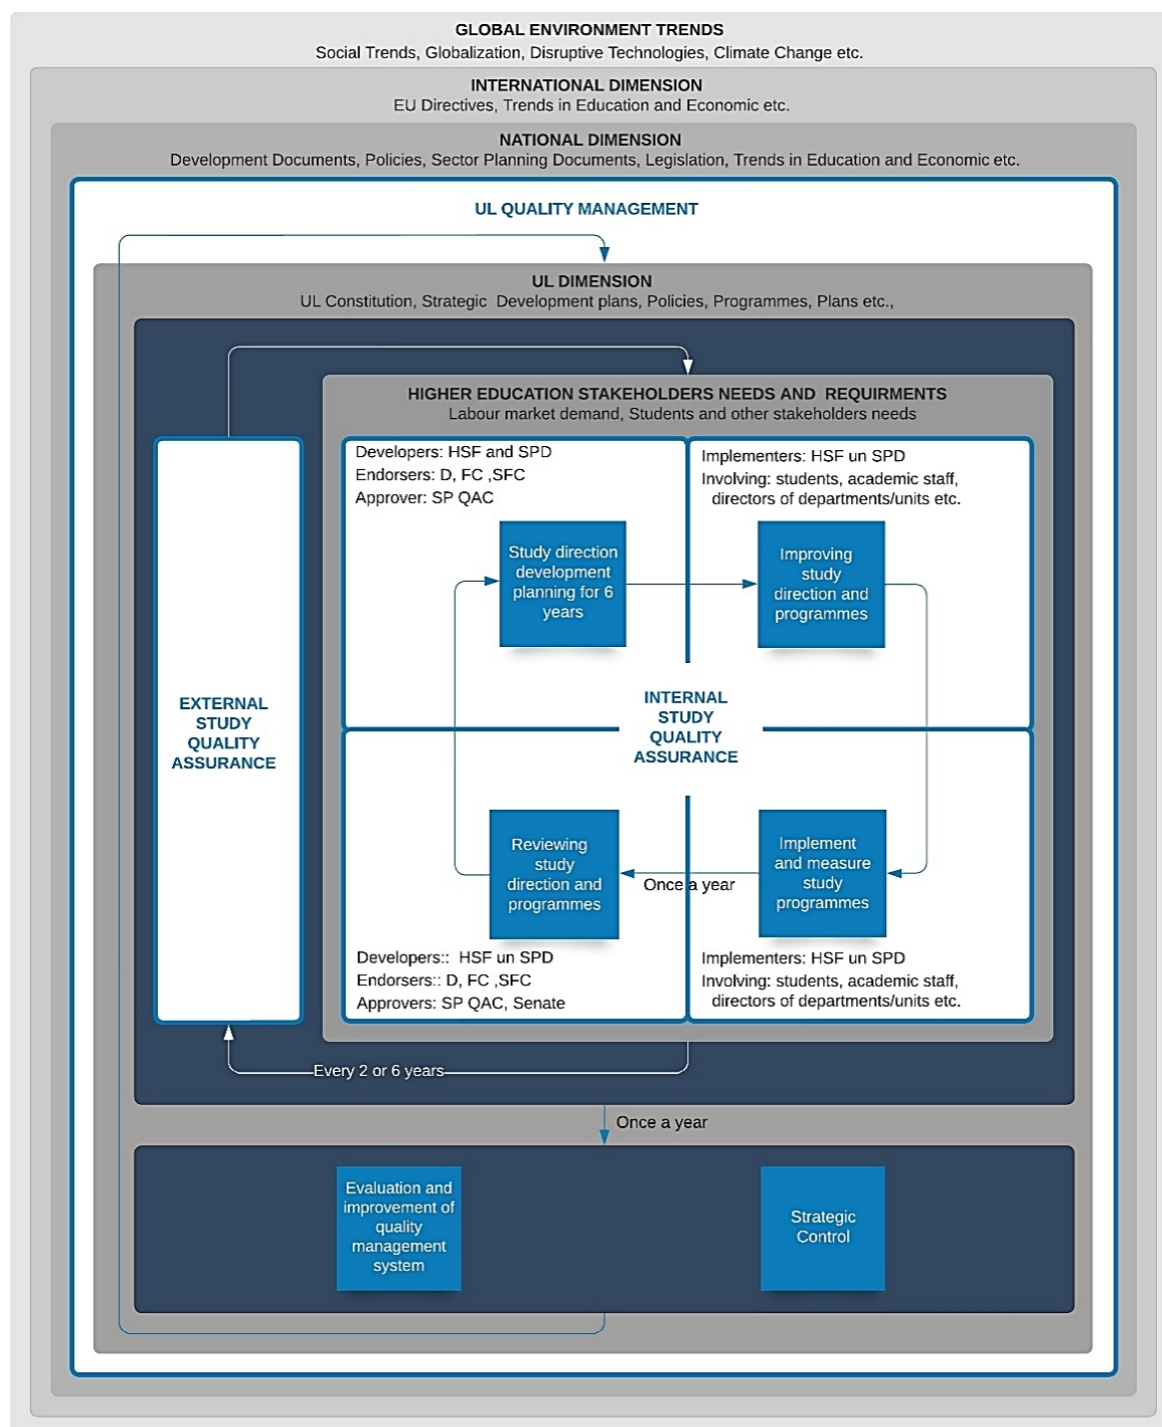 GLOBAL ENVIRONMENT TRENDS
Social Trends, Globalization, Disruptive Technologies, Climate Change etc.
INTERNATIONAL DIMENSION
EU Directives, Trends in Education and Economic etc.
NATIONAL DIMENSION
Development Documents, Policies, Sector Planning Documents, Legislation, Trends in Education and Economic etc.
UL QUALITY MANAGEMENT
UL DIMENSION
UL Constitution, Strategic Development plans, Policies, Programmes, Plans etc.,
HIGHER EDUCATION STAKEHOLDERS NEEDS AND REQUIRMENTS
Labour market demand, Students and other stakeholders needs
Developers: HSF and SPD
Endorsers: D, FC ,SFC
Approver: SP QAC
Implementers: HSF un SPD
Involving: students, academic staff,
directors of departments/units etc.
Study direction
development
planning for 6
years
Improving
study
direction and
programmes
EXTERNAL
STUDY
QUALITY
ASSURANCE
INTERNAL
STUDY
QUALITY
ASSURANCE
Reviewing
study
direction and
programmes
Once a year
Implement
and measure
study
programmes
Developers:: HSF un SPD
Endorsers:: D, FC ,SFC
Approvers: SP QAC, Senate
Implementers: HSF un SPD
Involving: students, academic staff,
directors of departments/units etc.
Every 2 or 6 years
Once a year
Evaluation and
improvement of
quality
management
system
Strategic
Control